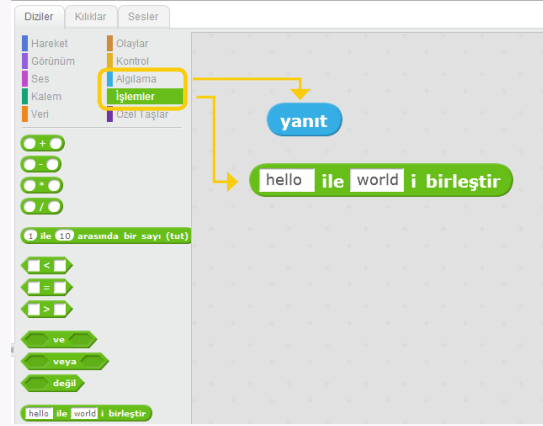 Diziler Kılıklar Sesler
Hareket Olaylar
Görünüm Kontrol
Ses Algılama
Kalem İşlemler
Veri Özel Taşlar
+
-
*
/
1 ile 10 arasında bir sayı (tut)
<
=
>
ve
veya
değil
hello ile world i birleştir
yanıt
hello ile world i birleştir